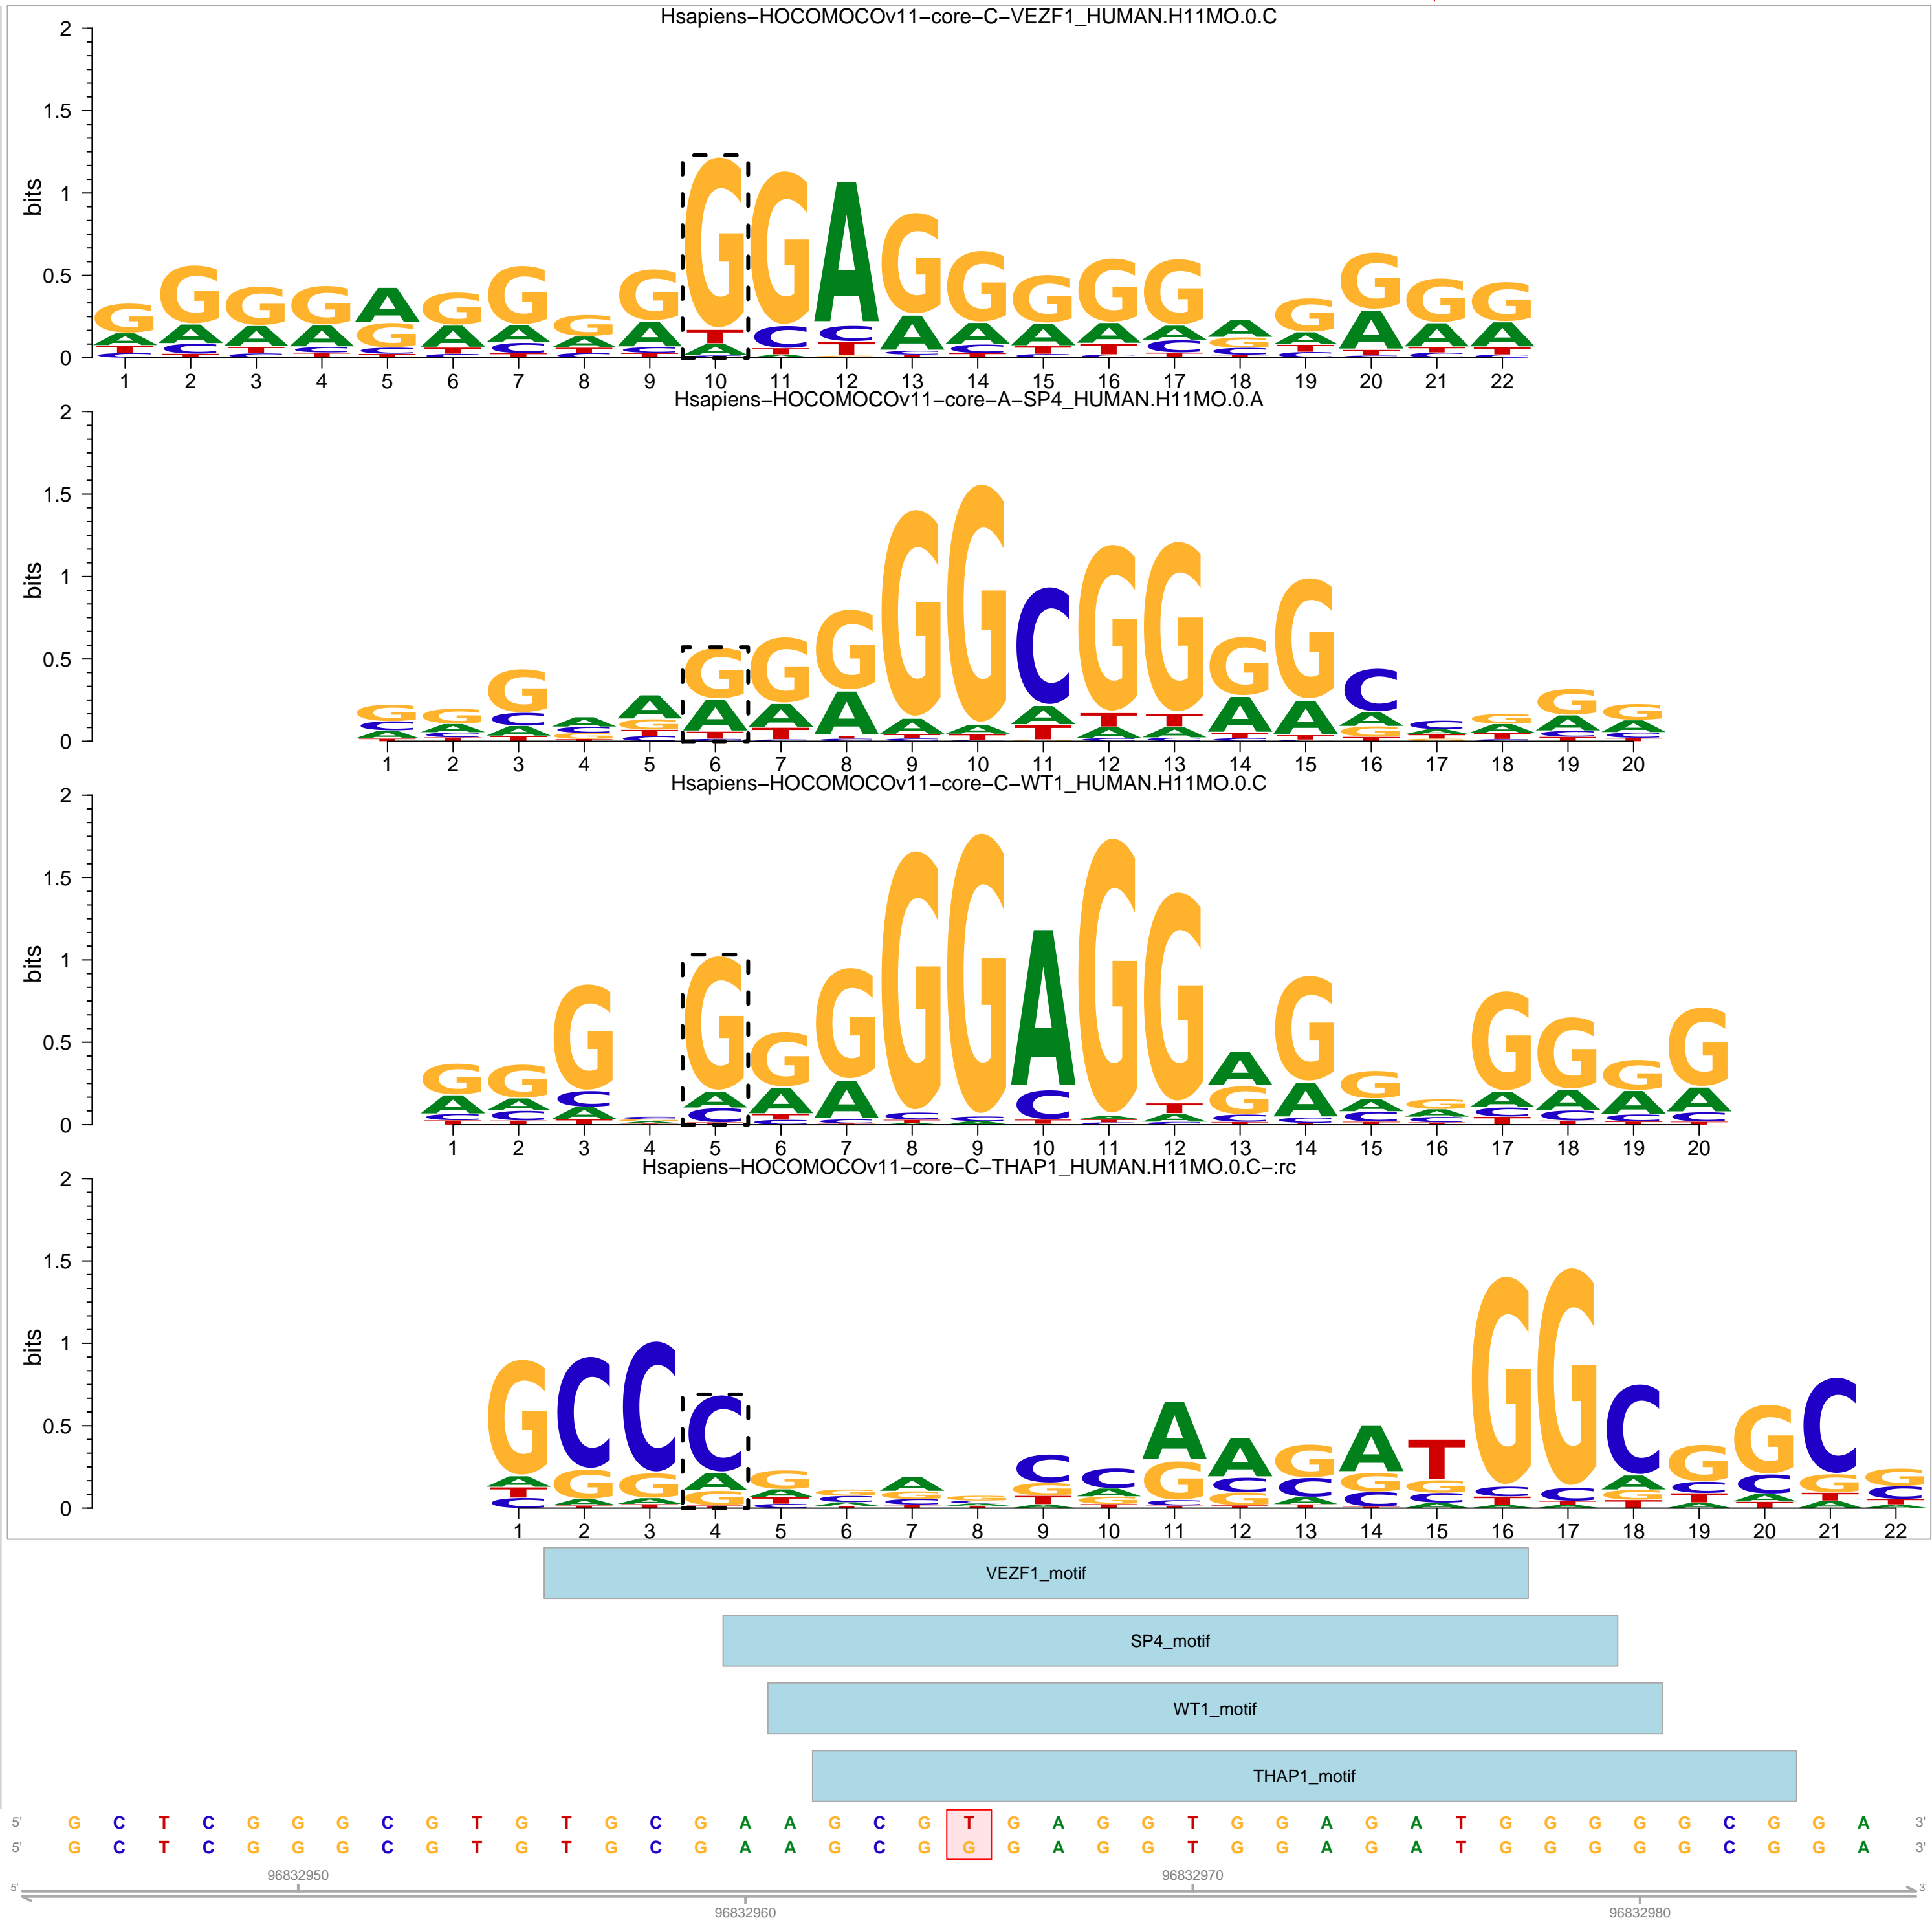 Hsapiens−HOCOMOCOv11−core−C−VEZF1_HUMAN.H11MO.0.C
bits
2
1.5
1
0.5
0
1 2 3 4 5 6 7 8 9 10 11 12 13 14 15 16 17 18 19 20 21 22
Hsapiens−HOCOMOCOv11−core−A−SP4_HUMAN.H11MO.0.A
bits
2
1.5
1
0.5
0
1 2 3 4 5 6 7 8 9 10 11 12 13 14 15 16 17 18 19 20
Hsapiens−HOCOMOCOv11−core−C−WT1_HUMAN.H11MO.0.C
bits
2
1.5
1
0.5
0
1 2 3 4 5 6 7 8 9 10 11 12 13 14 15 16 17 18 19 20
Hsapiens−HOCOMOCOv11−core−C−THAP1_HUMAN.H11MO.0.C−:rc
bits
2
1.5
1
0.5
0
1 2 3 4 5 6 7 8 9 10 11 12 13 14 15 16 17 18 19 20 21 22
VEZF1_motif
SP4_motif
WT1_motif
THAP1_motif
5' G C T C G G G C G T G T G C G A A G C G T G A G G T G G A G A T G G G G G C G G A 3'
5' G C T C G G G C G T G T G C G A A G C G G G A G G T G G A G A T G G G G G C G G A 3'
96832950 96832970
5' 3'
96832960 96832980